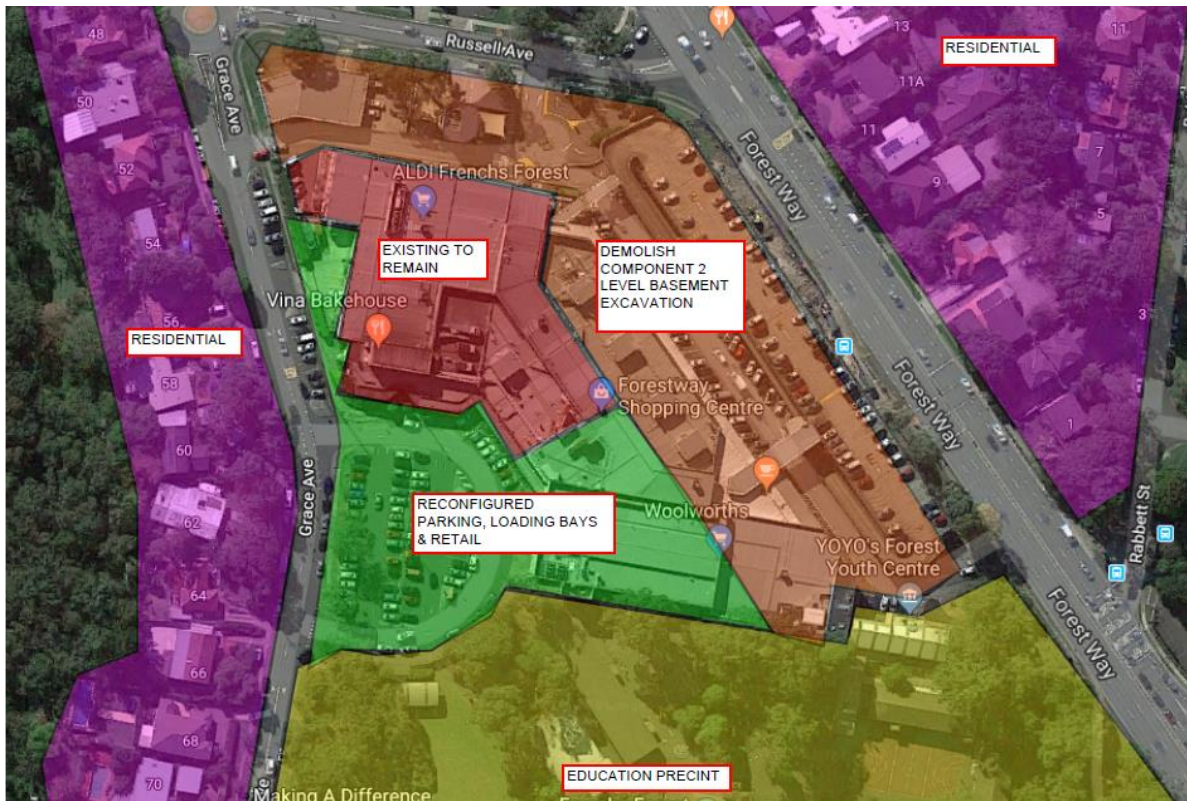 48
Russell Ave
13
RESIDENTIAL
11
Grace Ave
50
11A
11
52
7
ALDI Frenchs Forest
Forest Way
9
54
EXISTING TO
REMAIN
DEMOLISH
COMPONENT 2
LEVEL BASEMENT
EXCAVATION
5
Vina Bakehouse
56
RESIDENTIAL
3
58
Forestway
Shopping Centre
Forest Way
1
60
Grace Ave
RECONFIGURED
PARKING, LOADING BAYS
& RETAIL
62
Woolworths
Rabbett St
YOYO's Forest
Youth Centre
64
Forest Way
66
68
EDUCATION PRECINT
70
Making A Difference